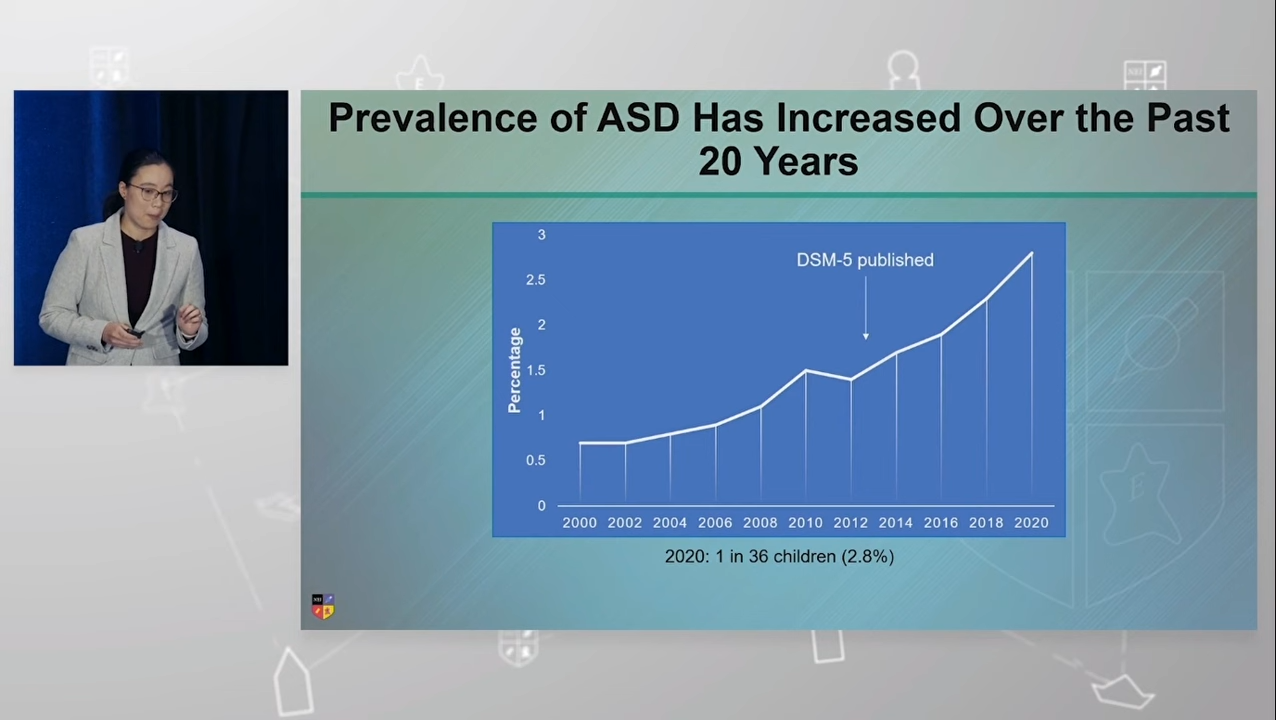 Prevalence of ASD Has Increased Over the Past
20 Years
3
DSM-5 published
2.5
2
1.5
1
0.5
0
Percentage
2000 2002 2004 2006 2008 2010 2012 2014 2016 2018 2020
2020: 1 in 36 children (2.8%)
NEI
E
E
NEI